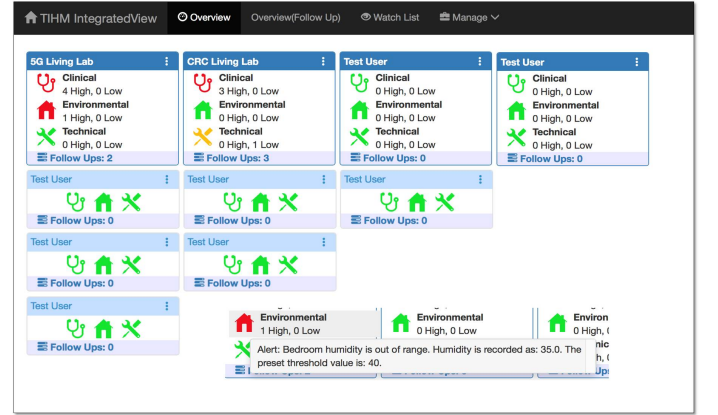 TIHM IntegratedView Overview Overview(Follow Up) Watch List Manage
5G Living Lab CRC Living Lab Test User Test User
Clinical Clinical Clinical Clinical
4 High, 0 Low 3 High, 0 Low 0 High, 0 Low 0 High, 0 Low
Environmental Environmental Environmental Environmental
1 High, 0 Low 0 High, 0 Low 0 High, 0 Low 0 High, 0 Low
Technical Technical Technical Technical
0 High, 0 Low 0 High, 1 Low 0 High, 0 Low 0 High, 0 Low
Follow Ups: 2 Follow Ups: 3 Follow Ups: 0 Follow Ups: 0
Test User Test User Test User
Follow Ups: 0 Follow Ups: 0 Follow Ups: 0
Test User Test User
Follow Ups: 0 Follow Ups: 0
Test User
Follow Ups: 0
Environmental Environmental Environ
1 High, 0 Low 0 High, 0 Low 0 High, (
Alert: Bedroom humidity is out of range. Humidity is recorded as: 35.0. The
preset threshold value is: 40.